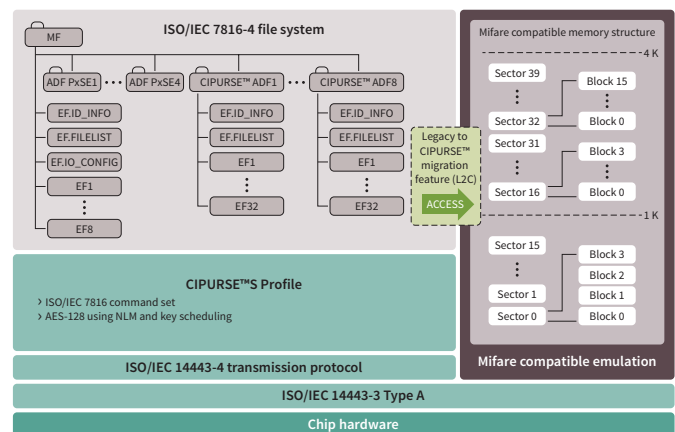 ISO/IEC 7816-4 file system
MF
ADF PxSE1
ADF PxSE4
CIPURSE™ ADF1
CIPURSE™ ADF8
EF.ID_INFO
EF.FILELIST
EF.IO_CONFIG
EF1
EF8
EF.ID_INFO
EF.FILELIST
EF1
EF32
EF.ID_INFO
EF.FILELIST
EF1
EF32
Legacy to
CIPURSE™
migration
feature (L2C)
ACCESS
Mifare compatible memory structure
4 K
Sector 39
Block 15
Sector 32
Block 0
Sector 31
Block 3
Sector 16
Block 0
1 K
Sector 15
Block 3
Block 2
Sector 1
Block 1
Sector 0
Block 0
Mifare compatible emulation
CIPURSE™S Profile
› ISO/IEC 7816 command set
› AES-128 using NLM and key scheduling
ISO/IEC 14443-4 transmission protocol
ISO/IEC 14443-3 Type A
Chip hardware